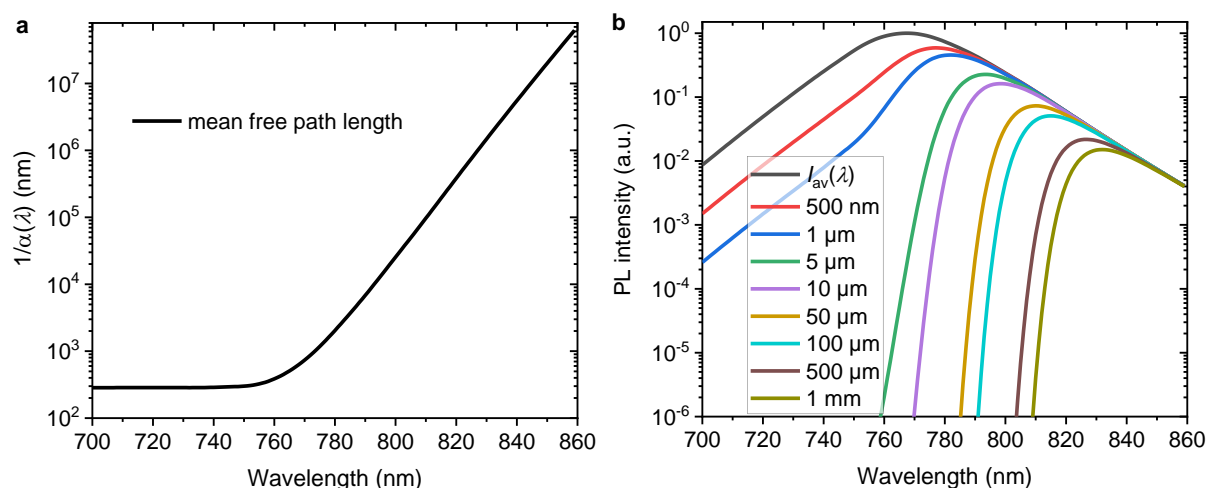 a
1/α(λ) (nm)
10⁷
10⁶
10⁵
10⁴
10³
10²
mean free path length
700 720 740 760 780 800 820 840 860
Wavelength (nm)
b
PL intensity (a.u.)
10⁰
10⁻¹
10⁻²
10⁻³
10⁻⁴
10⁻⁵
10⁻⁶
I_av(λ)
500 nm
1 µm
5 µm
10 µm
50 µm
100 µm
500 µm
1 mm
700 720 740 760 780 800 820 840 860
Wavelength (nm)